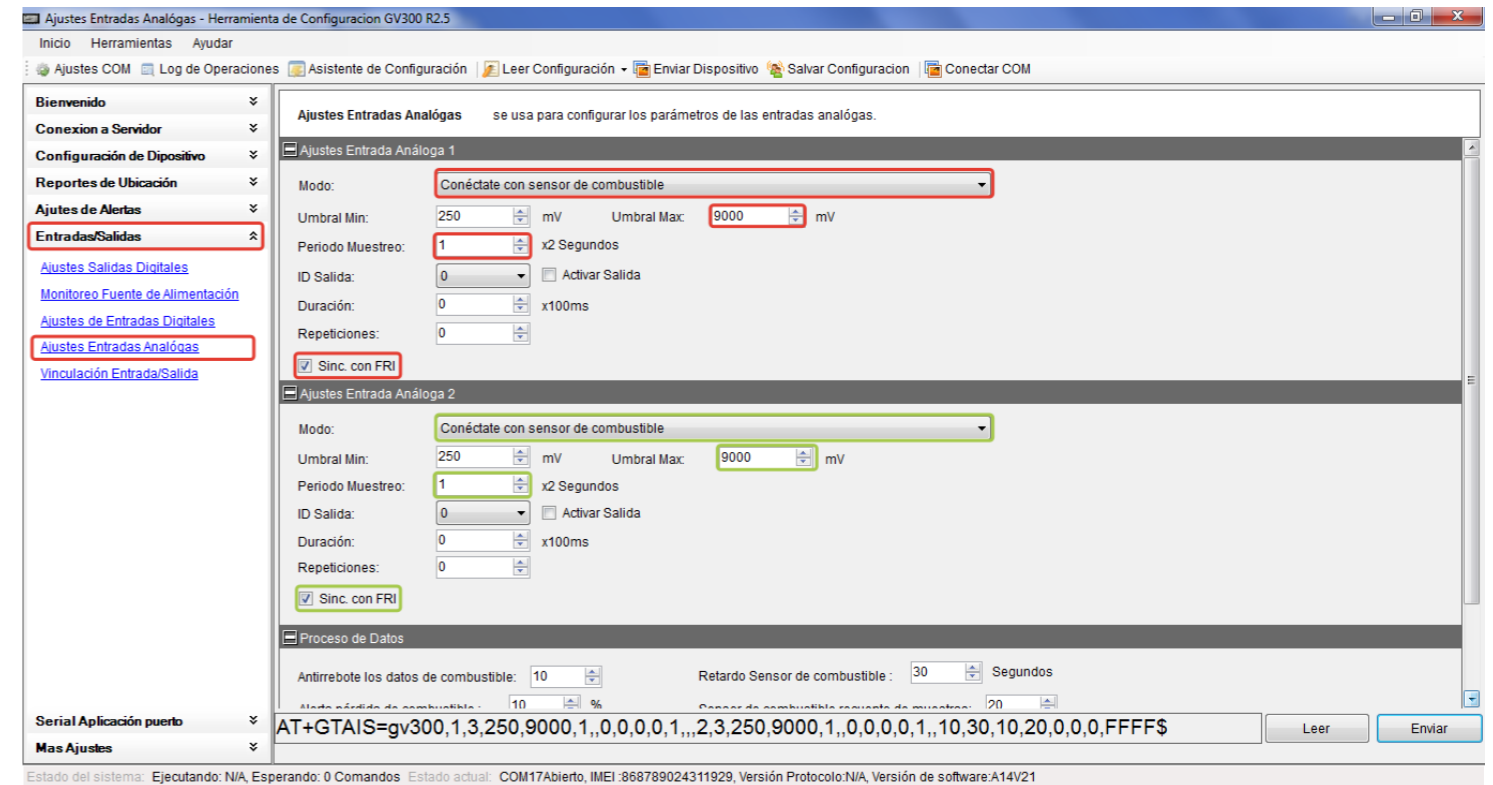 Ajustes Entradas Analógas - Herramienta de Configuracion GV300 R2.5
Inicio Herramientas Ayudar
Ajustes COM Log de Operaciones Asistente de Configuración Leer Configuración Enviar Dispositivo Salvar Configuracion Conectar COM
Bienvenido
Conexion a Servidor
Configuración de Dipositivo
Reportes de Ubicación
Ajutes de Alertas
Entradas/Salidas
Ajustes Salidas Digitales
Monitoreo Fuente de Alimentación
Ajustes de Entradas Digitales
Ajustes Entradas Analógas
Vinculación Entrada/Salida
Serial Aplicación puerto
Mas Ajustes
Ajustes Entradas Analógas se usa para configurar los parámetros de las entradas analógas.
Ajustes Entrada Análoga 1
Modo: Conéctate con sensor de combustible
Umbral Min: 250 mV Umbral Max: 9000 mV
Periodo Muestreo: 1 x2 Segundos
ID Salida: 0 Activar Salida
Duración: 0 x100ms
Repeticiones: 0
Sinc. con FRI
Ajustes Entrada Análoga 2
Modo: Conéctate con sensor de combustible
Umbral Min: 250 mV Umbral Max: 9000 mV
Periodo Muestreo: 1 x2 Segundos
ID Salida: 0 Activar Salida
Duración: 0 x100ms
Repeticiones: 0
Sinc. con FRI
Proceso de Datos
Antirrebote los datos de combustible: 10 Retardo Sensor de combustible : 30 Segundos
Alerta pérdida de combustible : 10 % Sensor de combustible recuento de muestras: 20
AT+GTAIS=gv300,1,3,250,9000,1,,0,0,0,0,1,,,2,3,250,9000,1,,0,0,0,0,1,,10,30,10,20,0,0,0,FFFF$ Leer Enviar
Estado del sistema: Ejecutando: N/A, Esperando: 0 Comandos Estado actual: COM17Abierto, IMEI :868789024311929, Versión Protocolo:N/A, Versión de software:A14V21